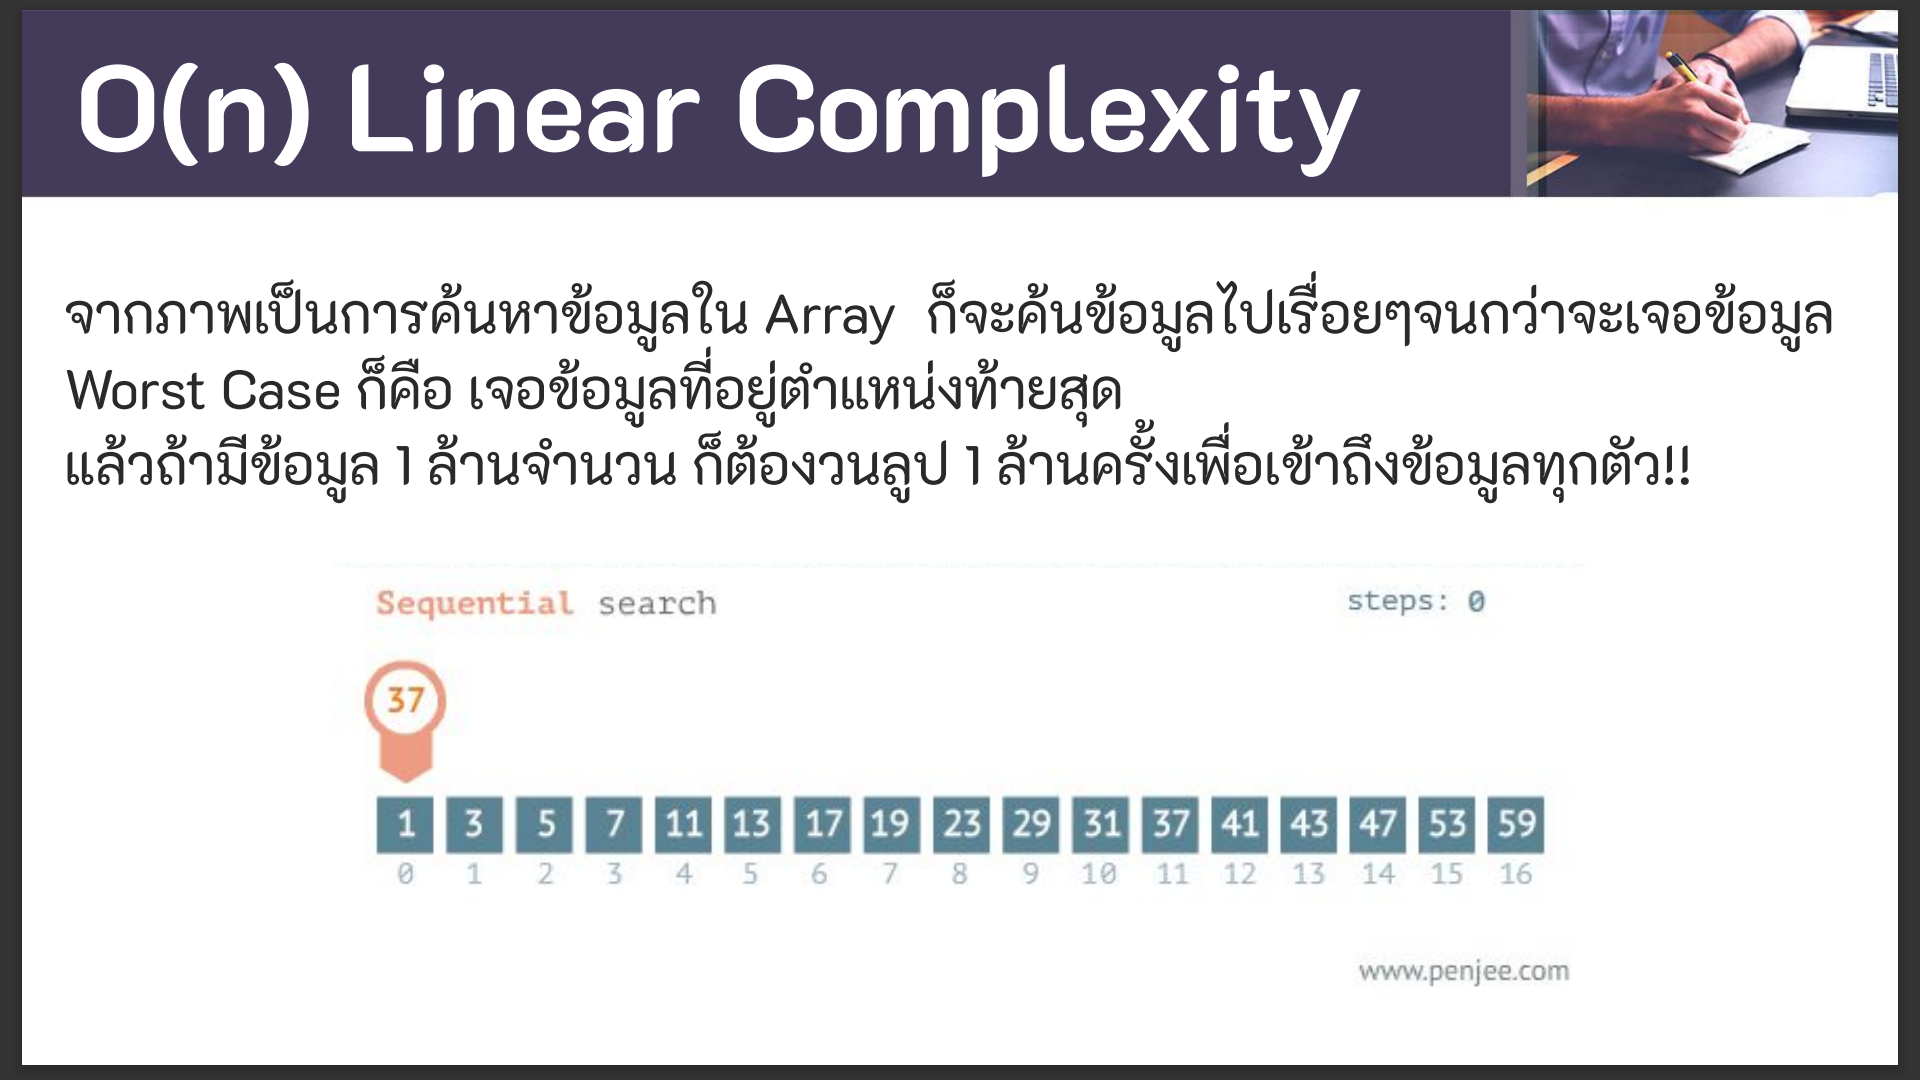 O(n) Linear Complexity
จากภาพเป็นการค้นหาข้อมูลใน Array ก็จะค้นข้อมูลไปเรื่อยๆจนกว่าจะเจอข้อมูล
Worst Case ก็คือ เจอข้อมูลที่อยู่ตำแหน่งท้ายสุด
แล้วถ้ามีข้อมูล 1 ล้านจำนวน ก็ต้องวนลูป 1 ล้านครั้งเพื่อเข้าถึงข้อมูลทุกตัว!!
Sequential search steps: 0
37
1 3 5 7 11 13 17 19 23 29 31 37 41 43 47 53 59
0 1 2 3 4 5 6 7 8 9 10 11 12 13 14 15 16
www.penjee.com